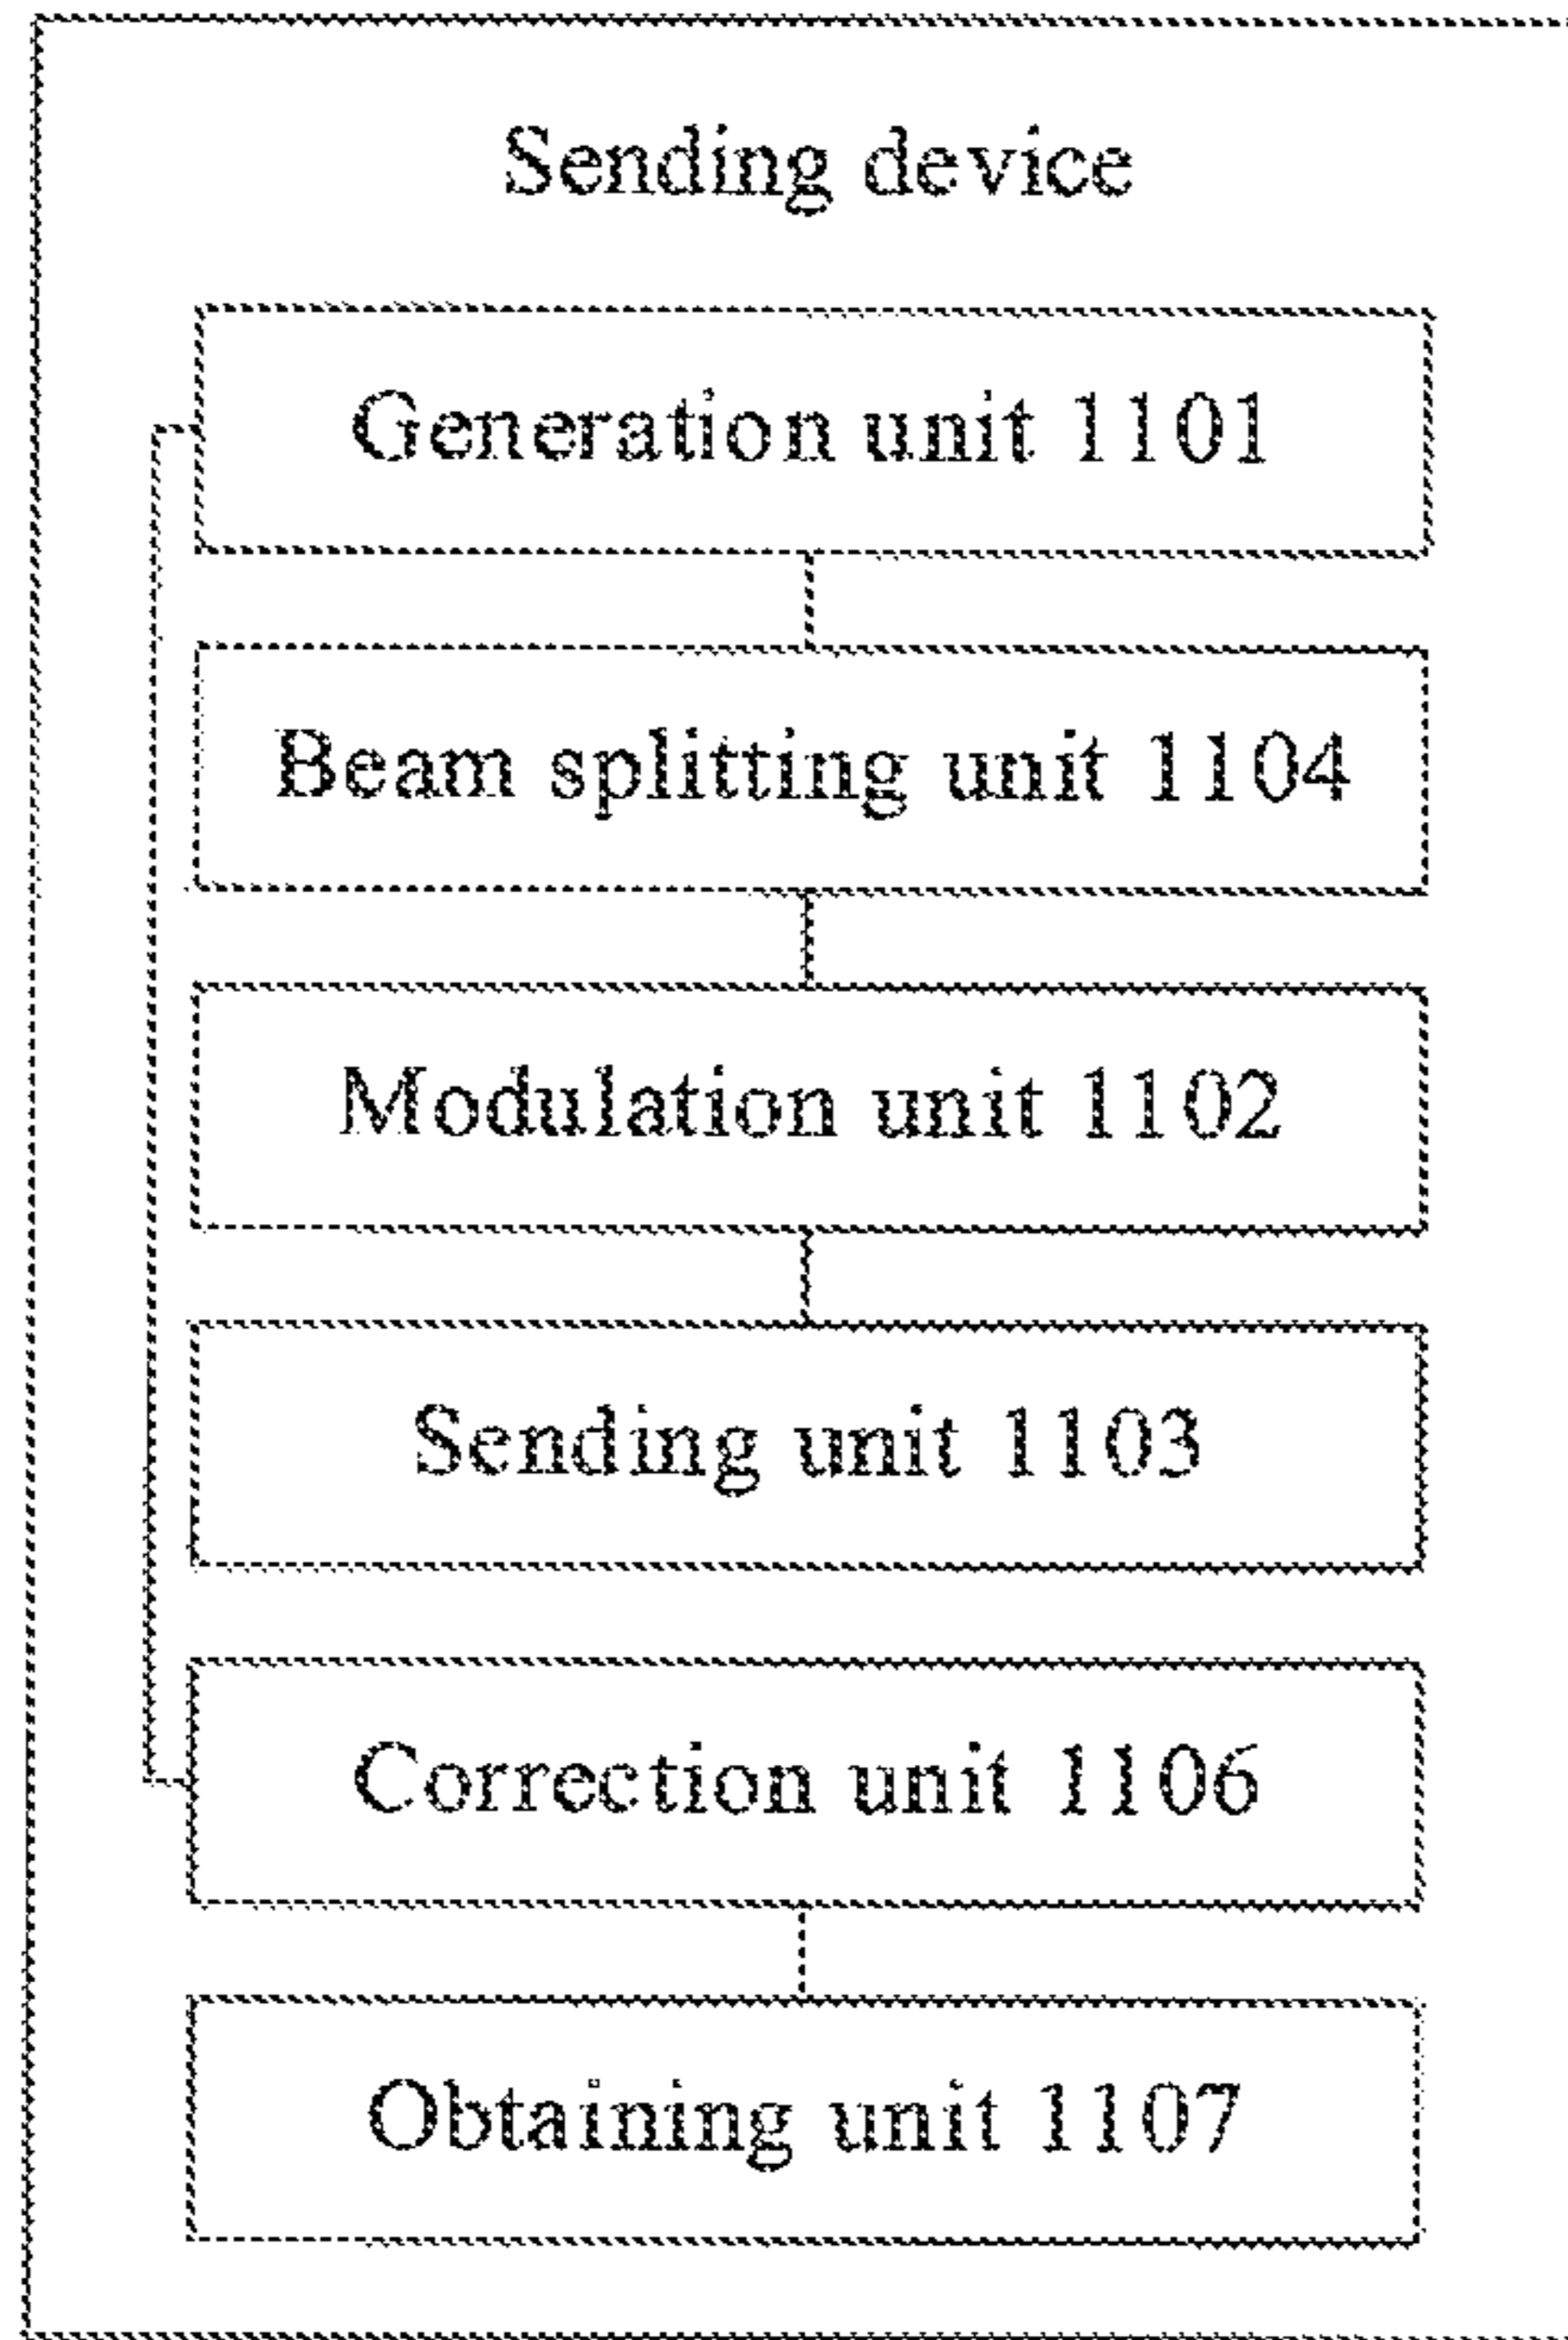 Sending device
Generation unit 1101
Beam splitting unit 1104
Modulation unit 1102
Sending unit 1103
Correction unit 1106
Obtaining unit 1107